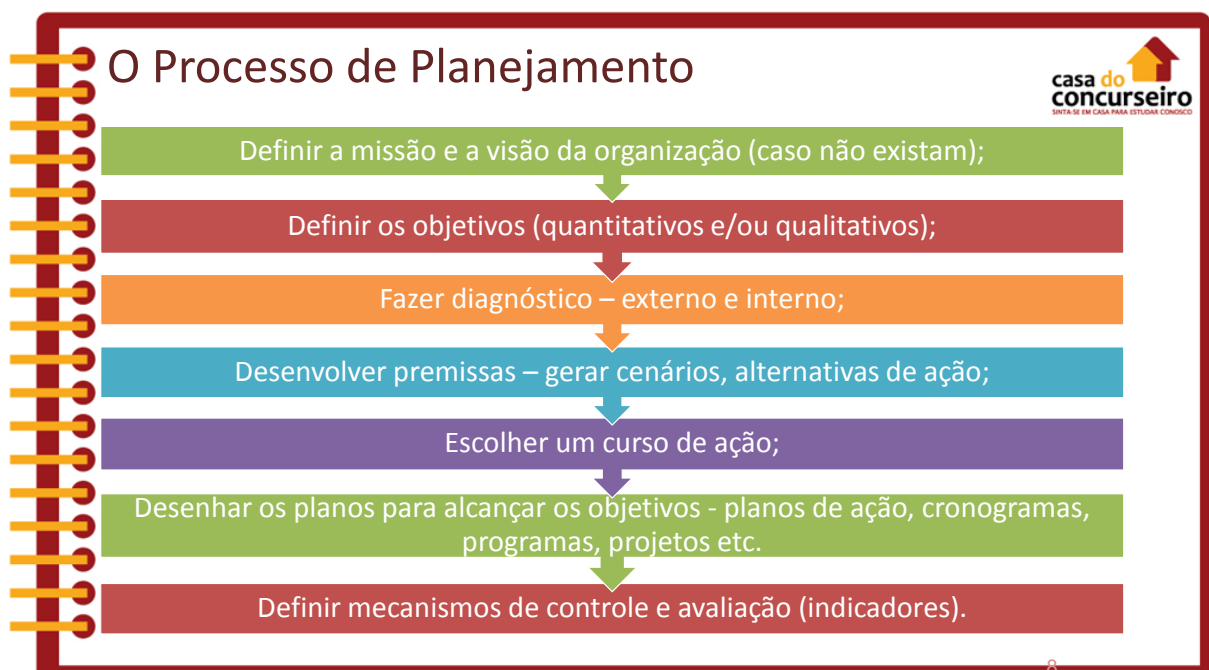 O Processo de Planejamento
casa do
concurseiro
SINTA-SE EM CASA PARA ESTUDAR CONOSCO
Definir a missão e a visão da organização (caso não existam);
Definir os objetivos (quantitativos e/ou qualitativos);
Fazer diagnóstico – externo e interno;
Desenvolver premissas – gerar cenários, alternativas de ação;
Escolher um curso de ação;
Desenhar os planos para alcançar os objetivos - planos de ação, cronogramas,
programas, projetos etc.
Definir mecanismos de controle e avaliação (indicadores).
8